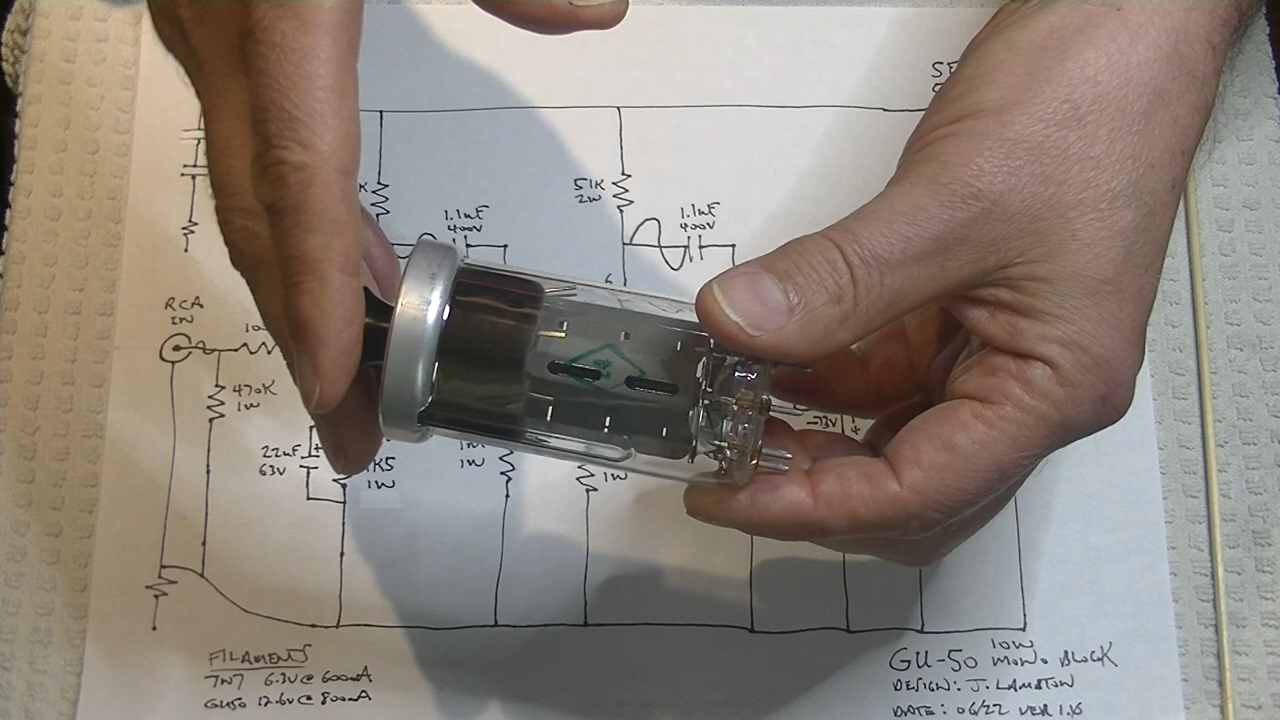 51K
2W
1.1uF
400V
1.1uF
400V
RCA
IN
470K
1W
22uF
63V
1K5
1W
1W
1W
FILAMENTS
7N7 6.3V @ 600mA
GU50 12.6V @ 800mA
GU-50 10W MONO BLOCK
DESIGN: J. LAMBTON
DATE: 06/22 VER 1.15